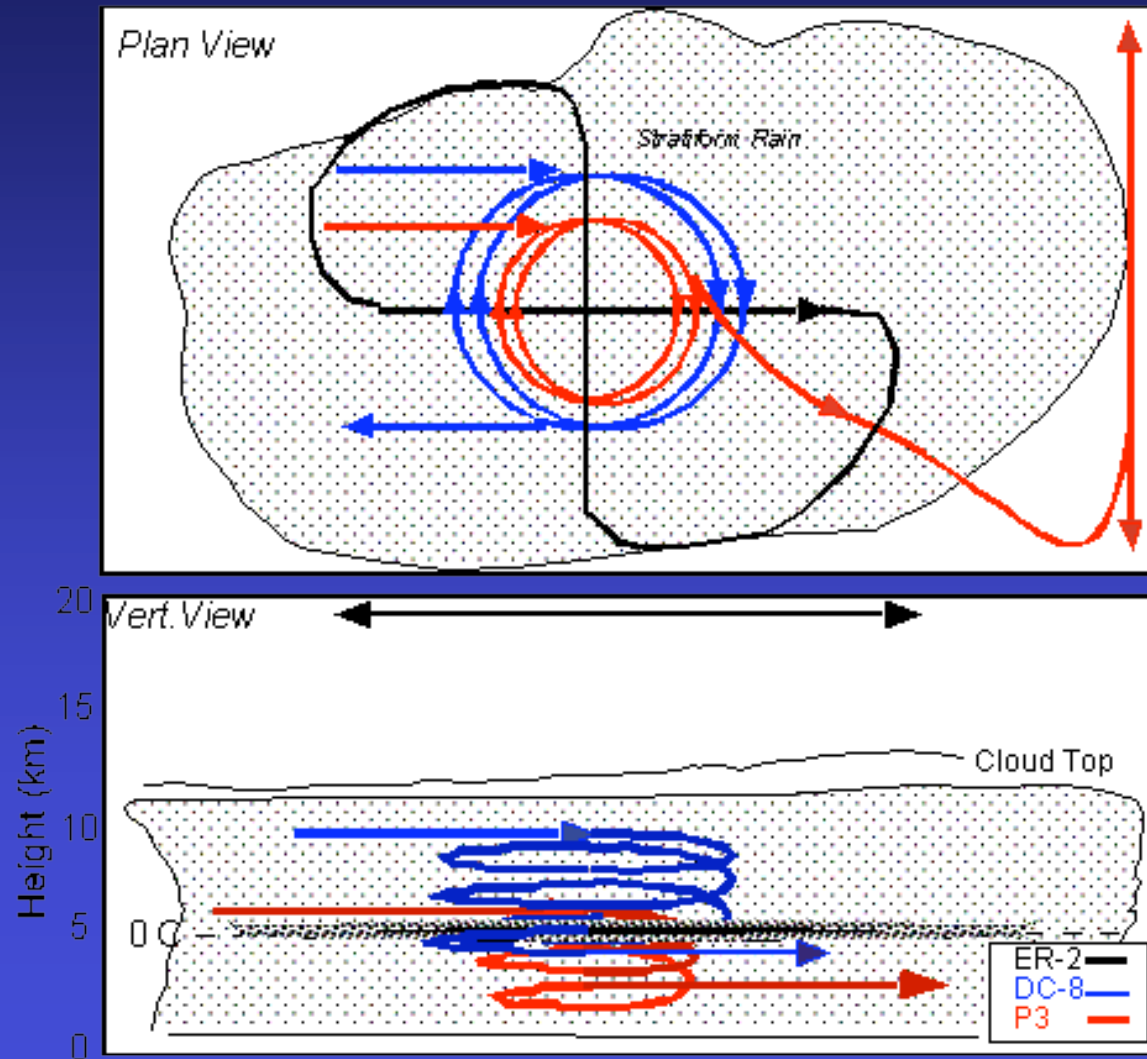 Plan View
Stratiform Rain
20
Vert.View
15
Height (km)
Cloud Top
10
5
0 C
ER-2
DC-8
P3
0